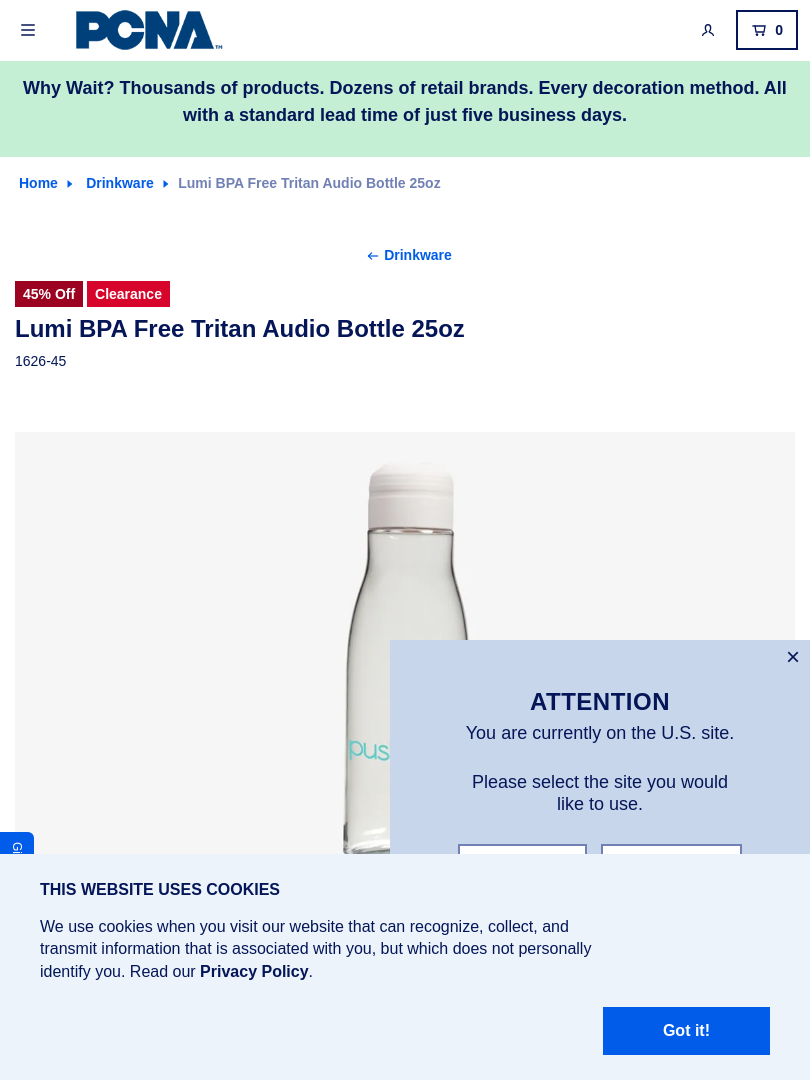 PCNA™
0
Why Wait? Thousands of products. Dozens of retail brands. Every decoration method. All
with a standard lead time of just five business days.
Home
Drinkware
Lumi BPA Free Tritan Audio Bottle 25oz
Drinkware
45% Off
Clearance
Lumi BPA Free Tritan Audio Bottle 25oz
1626-45
ATTENTION
You are currently on the U.S. site.
Please select the site you would
like to use.
THIS WEBSITE USES COOKIES
We use cookies when you visit our website that can recognize, collect, and
transmit information that is associated with you, but which does not personally
identify you. Read our Privacy Policy.
Got it!